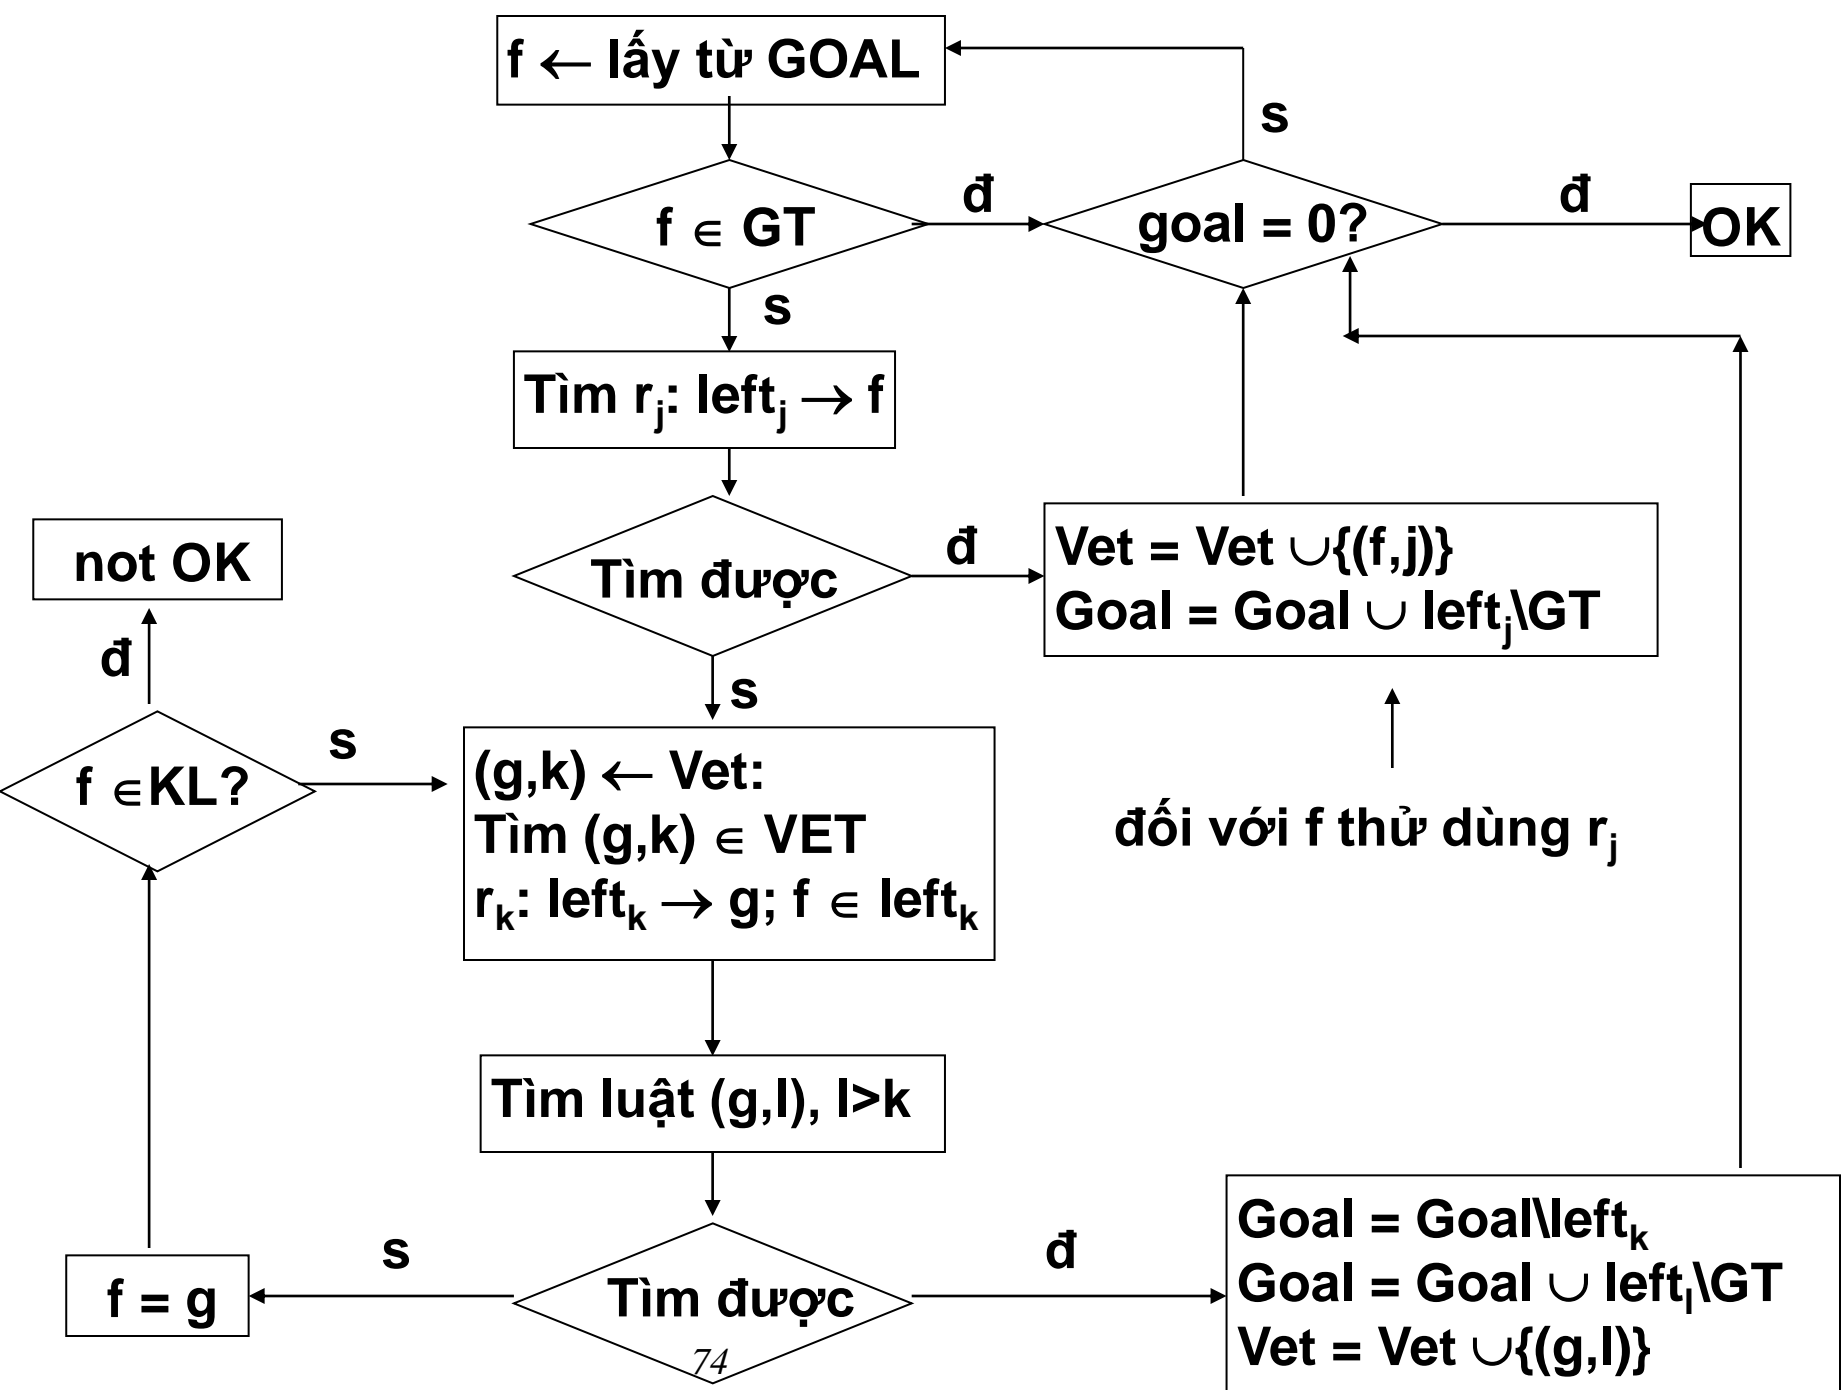 f ← lấy từ GOAL
s
f ∈ GT
đ
goal = 0?
đ
OK
s
Tìm rj: leftj → f
not OK
Tìm được
đ
Vet = Vet ∪{(f,j)}
Goal = Goal ∪ leftj\GT
đ
s
f ∈KL?
s
(g,k) ← Vet:
Tìm (g,k) ∈ VET
rk: leftk → g; f ∈ leftk
đối với f thử dùng rj
Tìm luật (g,l), l>k
f = g
s
Tìm được
đ
Goal = Goal\leftk
Goal = Goal ∪ leftl\GT
Vet = Vet ∪{(g,l)}
74